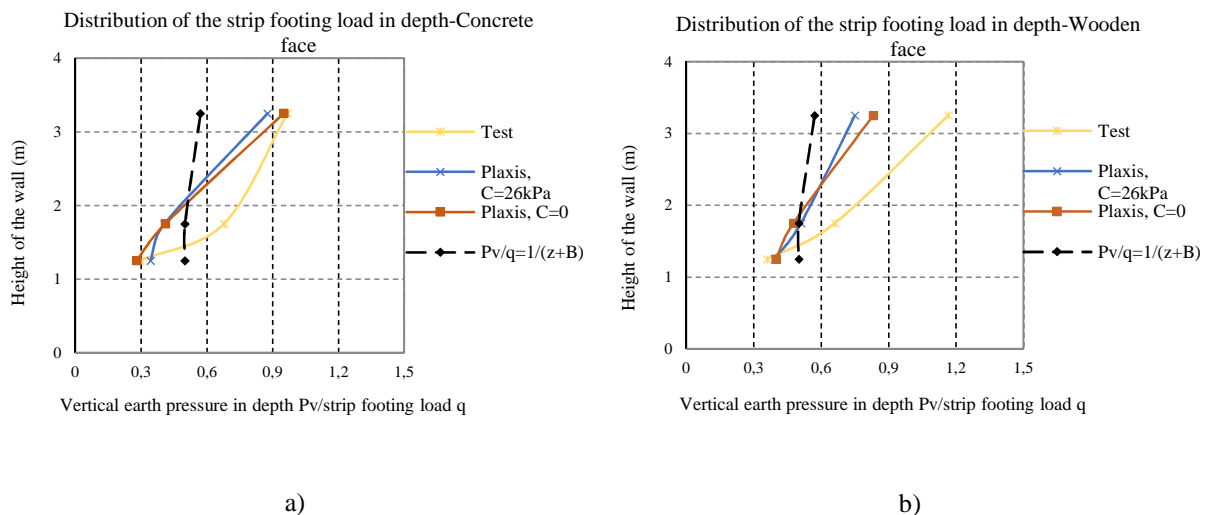 Distribution of the strip footing load in depth-Concrete
face
4
3
2
1
0
Height of the wall (m)
0
0,3
0,6
0,9
1,2
1,5
Vertical earth pressure in depth Pv/strip footing load q
Test
Plaxis,
C=26kPa
Plaxis, C=0
Pv/q=1/(z+B)
a)
Distribution of the strip footing load in depth-Wooden
face
4
3
2
1
0
Height of the wall (m)
0
0,3
0,6
0,9
1,2
1,5
Vertical earth pressure in depth Pv/strip footing load q
Test
Plaxis,
C=26kPa
Plaxis, C=0
Pv/q=1/(z+B)
b)